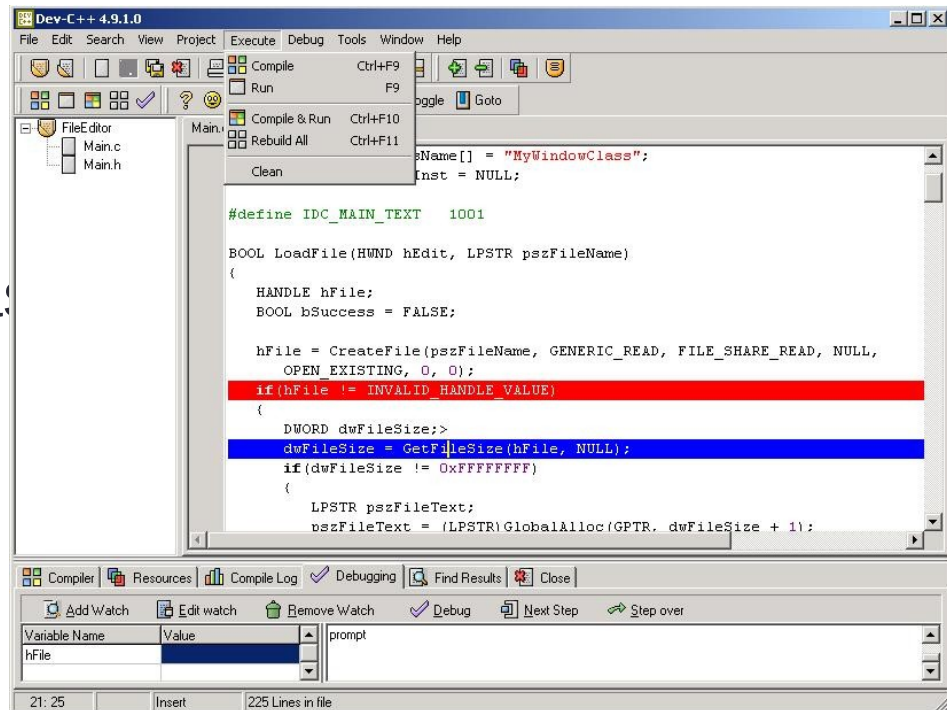 Dev-C++ 4.9.1.0
File Edit Search View Project Execute Debug Tools Window Help
Compile Ctrl+F9
Run F9
Compile & Run Ctrl+F10
Rebuild All Ctrl+F11
Clean
oggle Goto
FileEditor
Main.c
Main.h
Main.
sName[] = "MyWindowClass";
Inst = NULL;
#define IDC_MAIN_TEXT 1001
BOOL LoadFile(HWND hEdit, LPSTR pszFileName)
{
HANDLE hFile;
BOOL bSuccess = FALSE;
hFile = CreateFile(pszFileName, GENERIC_READ, FILE_SHARE_READ, NULL,
OPEN_EXISTING, 0, 0);
if(hFile != INVALID_HANDLE_VALUE)
{
DWORD dwFileSize;>
dwFileSize = GetFileSize(hFile, NULL);
if(dwFileSize != 0xFFFFFFFF)
{
LPSTR pszFileText;
pszFileText = (LPSTR)GlobalAlloc(GPTR, dwFileSize + 1);
Compiler Resources Compile Log Debugging Find Results Close
Add Watch Edit watch Remove Watch Debug Next Step Step over
Variable Name Value prompt
hFile
21: 25 Insert 225 Lines in file